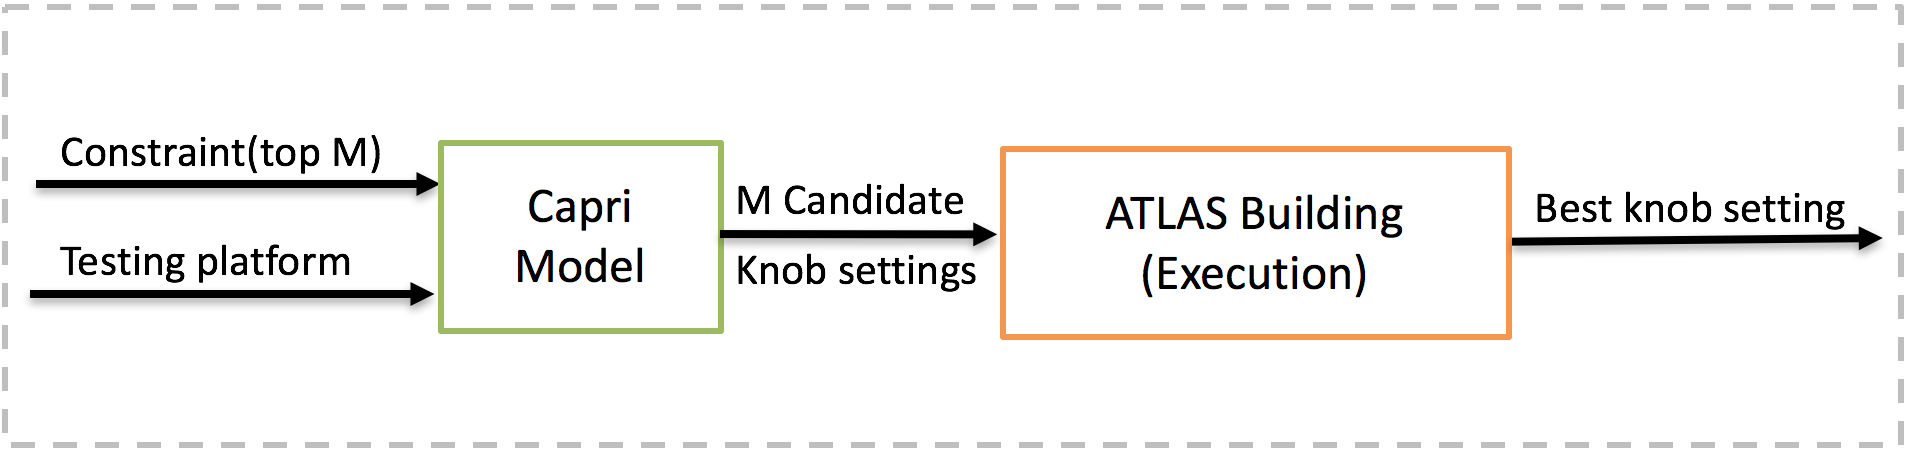 Constraint(top M)
Testing platform
Capri
Model
M Candidate
Knob settings
ATLAS Building
(Execution)
Best knob setting